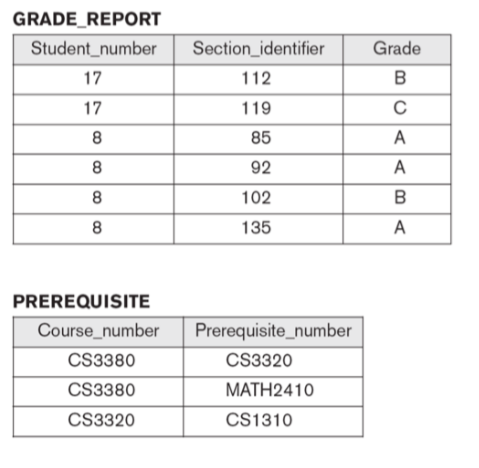 GRADE_REPORT
Student_number Section_identifier Grade
17 112 B
17 119 C
8 85 A
8 92 A
8 102 B
8 135 A
PREREQUISITE
Course_number Prerequisite_number
CS3380 CS3320
CS3380 MATH2410
CS3320 CS1310